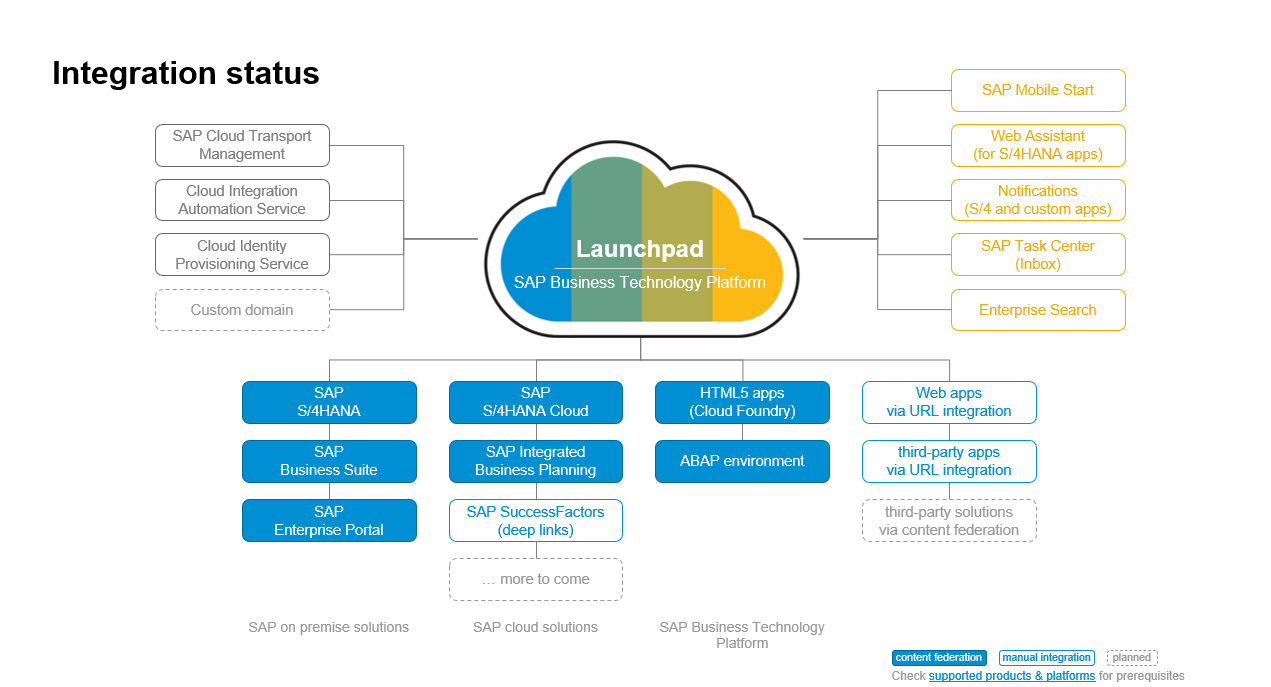 Integration status
SAP Cloud Transport
Management
Cloud Integration
Automation Service
Cloud Identity
Provisioning Service
Custom domain
Launchpad
SAP Business Technology Platform
SAP Mobile Start
Web Assistant
(for S/4HANA apps)
Notifications
(S/4 and custom apps)
SAP Task Center
(Inbox)
Enterprise Search
SAP
S/4HANA
SAP
Business Suite
SAP
Enterprise Portal
SAP on premise solutions
SAP
S/4HANA Cloud
SAP Integrated
Business Planning
SAP SuccessFactors
(deep links)
... more to come
SAP cloud solutions
HTML5 apps
(Cloud Foundry)
ABAP environment
SAP Business Technology
Platform
Web apps
via URL integration
third-party apps
via URL integration
third-party solutions
via content federation
content federation
manual integration
planned
Check supported products & platforms for prerequisites